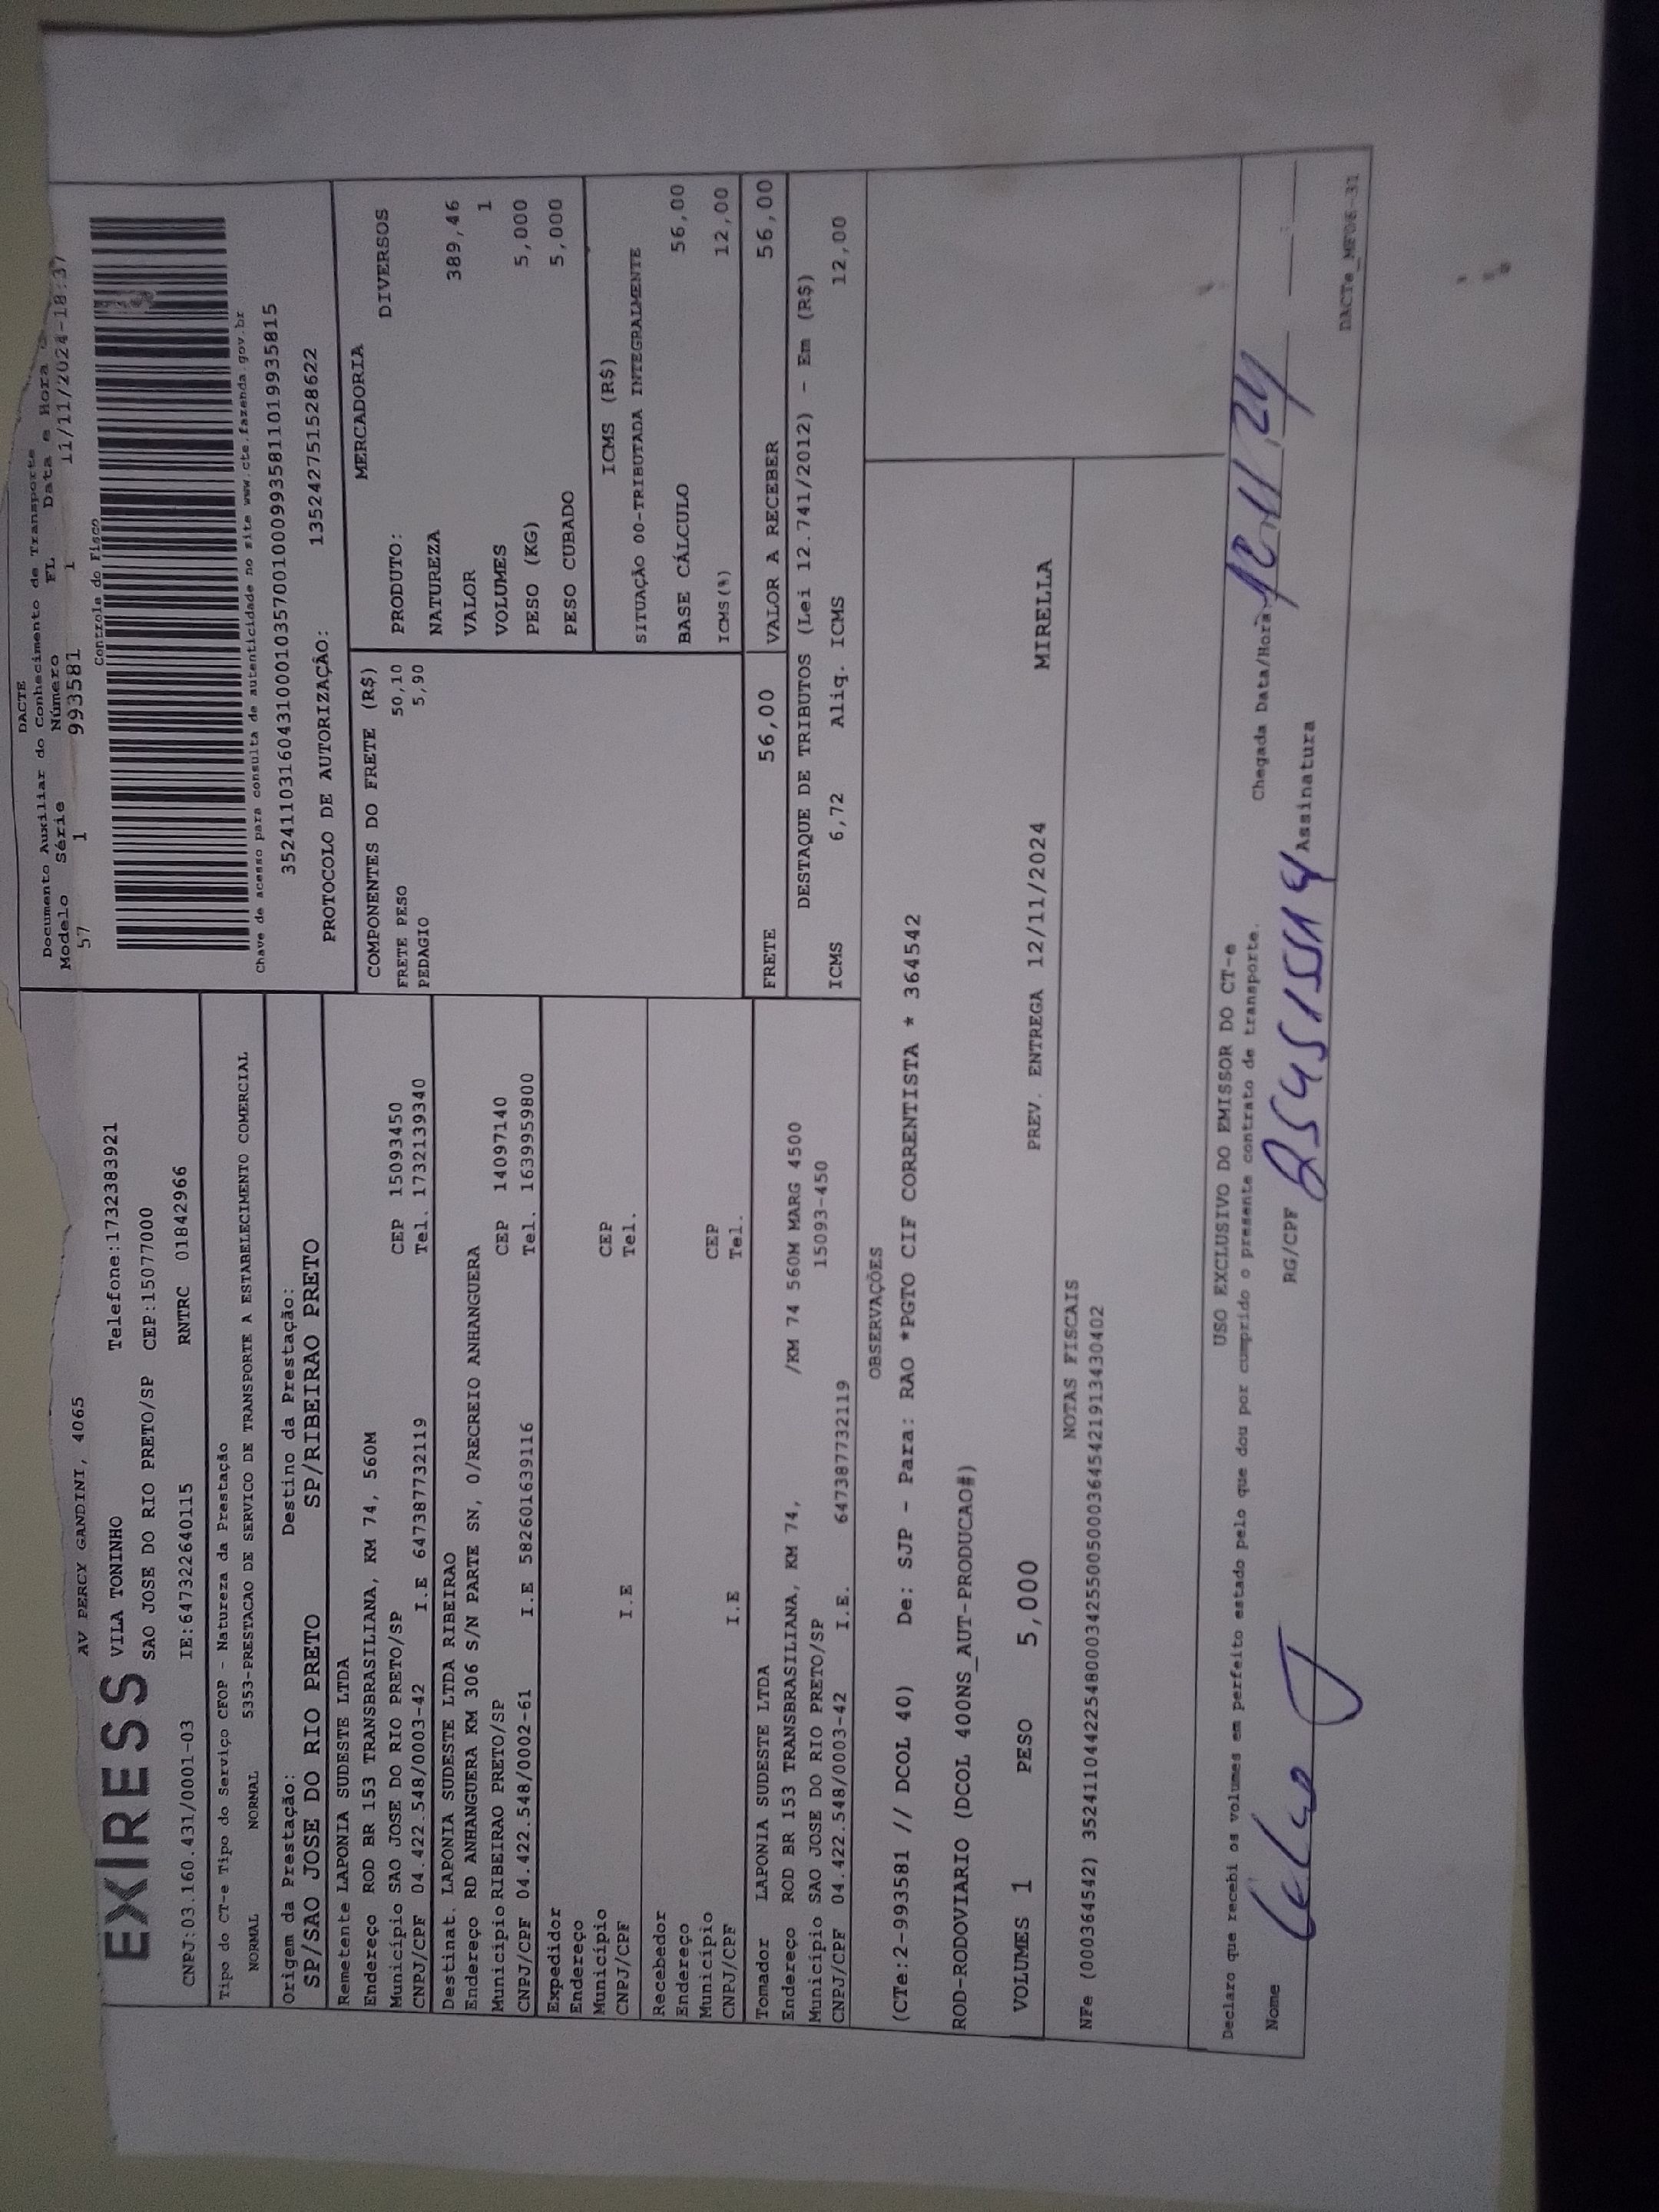 EXIRESS
AV PERCY GANDINI, 4065
VILA TONINHO Telefone:1732383921
SAO JOSE DO RIO PRETO/SP CEP:15077000
CNPJ:03.160.431/0001-03 IE:647322640115 RNTRC 01842966
DACTE
Documento Auxiliar do Conhecimento de Transporte
Modelo Série Número FL Data e Hora
57 1 993581 1 11/11/2024-18:37
Controle do Fisco
Chave de acesso para consulta de autenticidade no site www.cte.fazenda.gov.br
35241103160431000103570010009935811019935815
PROTOCOLO DE AUTORIZAÇÃO: 135242751528622
Tipo do CT-e Tipo do Serviço CFOP - Natureza da Prestação
NORMAL NORMAL 5353-PRESTACAO DE SERVICO DE TRANSPORTE A ESTABELECIMENTO COMERCIAL
Origem da Prestação: Destino da Prestação:
SP/SAO JOSE DO RIO PRETO SP/RIBEIRAO PRETO
Remetente LAPONIA SUDESTE LTDA
Endereço ROD BR 153 TRANSBRASILIANA, KM 74, 560M
Município SAO JOSE DO RIO PRETO/SP CEP 15093450
CNPJ/CPF 04.422.548/0003-42 I.E 647387732119 Tel. 1732139340
Destinat. LAPONIA SUDESTE LTDA RIBEIRAO
Endereço RD ANHANGUERA KM 306 S/N PARTE SN, 0/RECREIO ANHANGUERA
Município RIBEIRAO PRETO/SP CEP 14097140
CNPJ/CPF 04.422.548/0002-61 I.E 582601639116 Tel. 1639959800
Expedidor
Endereço
Município CEP
CNPJ/CPF I.E Tel.
Recebedor
Endereço
Município CEP
CNPJ/CPF I.E Tel.
Tomador LAPONIA SUDESTE LTDA
Endereço ROD BR 153 TRANSBRASILIANA, KM 74, /KM 74 560M MARG 4500
Município SAO JOSE DO RIO PRETO/SP 15093-450
CNPJ/CPF 04.422.548/0003-42 I.E. 647387732119
COMPONENTES DO FRETE (R$)
FRETE PESO 50,10
PEDAGIO 5,90
MERCADORIA
PRODUTO: DIVERSOS
NATUREZA
VALOR 389,46
VOLUMES 1
PESO (KG) 5,000
PESO CUBADO 5,000
ICMS (R$)
SITUAÇÃO 00-TRIBUTADA INTEGRALMENTE
BASE CÁLCULO 56,00
ICMS(%) 12,00
FRETE 56,00 VALOR A RECEBER 56,00
DESTAQUE DE TRIBUTOS (Lei 12.741/2012) - Em (R$)
ICMS 6,72 Aliq. ICMS 12,00
OBSERVAÇÕES
(CTe:2-993581 // DCOL 40) De: SJP - Para: RAO *PGTO CIF CORRENTISTA * 364542
ROD-RODOVIARIO (DCOL 400NS_AUT-PRODUCAO#)
VOLUMES 1 PESO 5,000 PREV. ENTREGA 12/11/2024 MIRELLA
NOTAS FISCAIS
NFe (000364542) 35241104422548000342550050003645421913430402
USO EXCLUSIVO DO EMISSOR DO CT-e
Declaro que recebi os volumes em perfeito estado pelo que dou por cumprido o presente contrato de transporte.
Nome RG/CPF Assinatura Chegada Data/Hora
DACTe_MF06-31